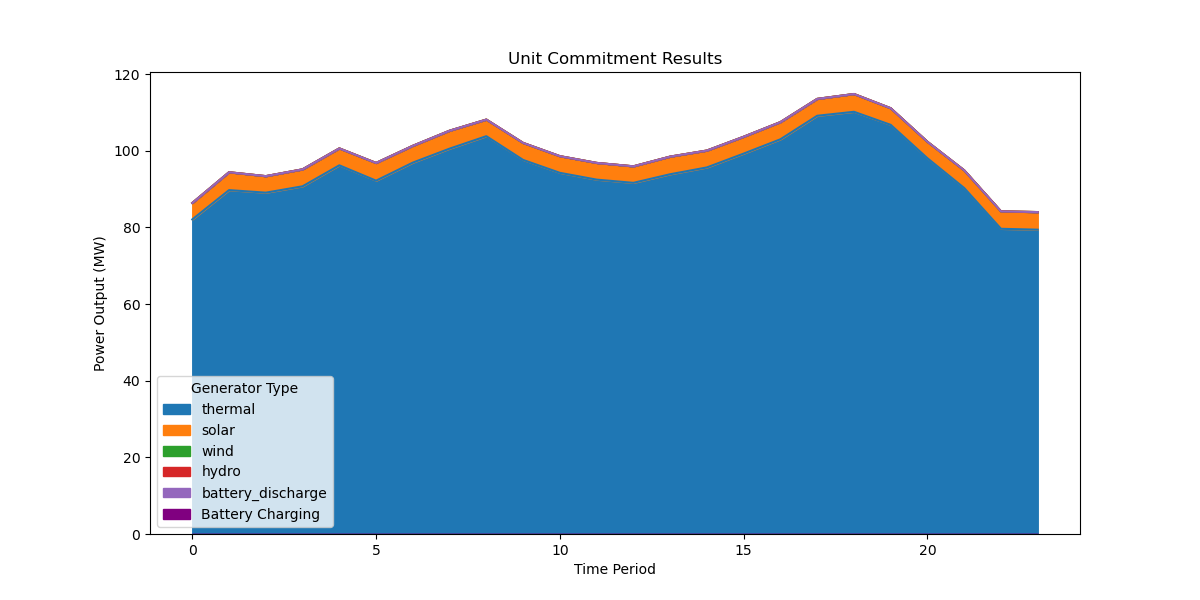 Unit Commitment Results
Power Output (MW)
120
100
80
60
40
20
0
Generator Type
thermal
solar
wind
hydro
battery_discharge
Battery Charging
0 5 10 15 20
Time Period